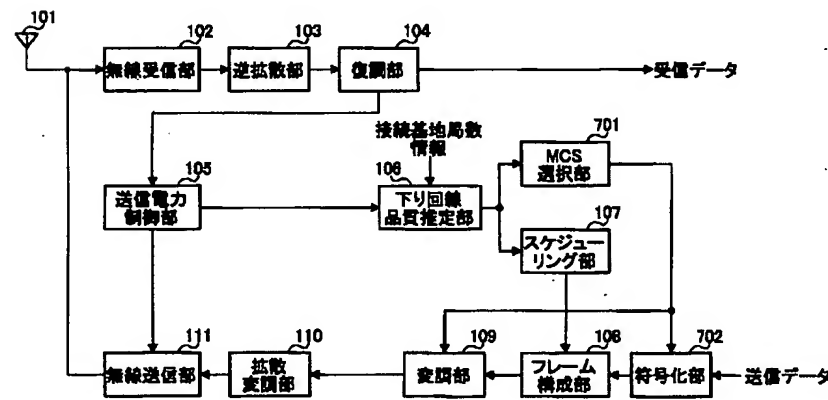 101
102
103
104
無線受信部
逆拡散部
復調部
受信データ
接続基地局数
情報
701
MCS
選択部
105
106
送信電力
制御部
下り回線
品質推定部
107
スケジュー
リング部
111
110
109
108
702
無線送信部
拡散
変調部
変調部
フレーム
構成部
符号化部
送信データ